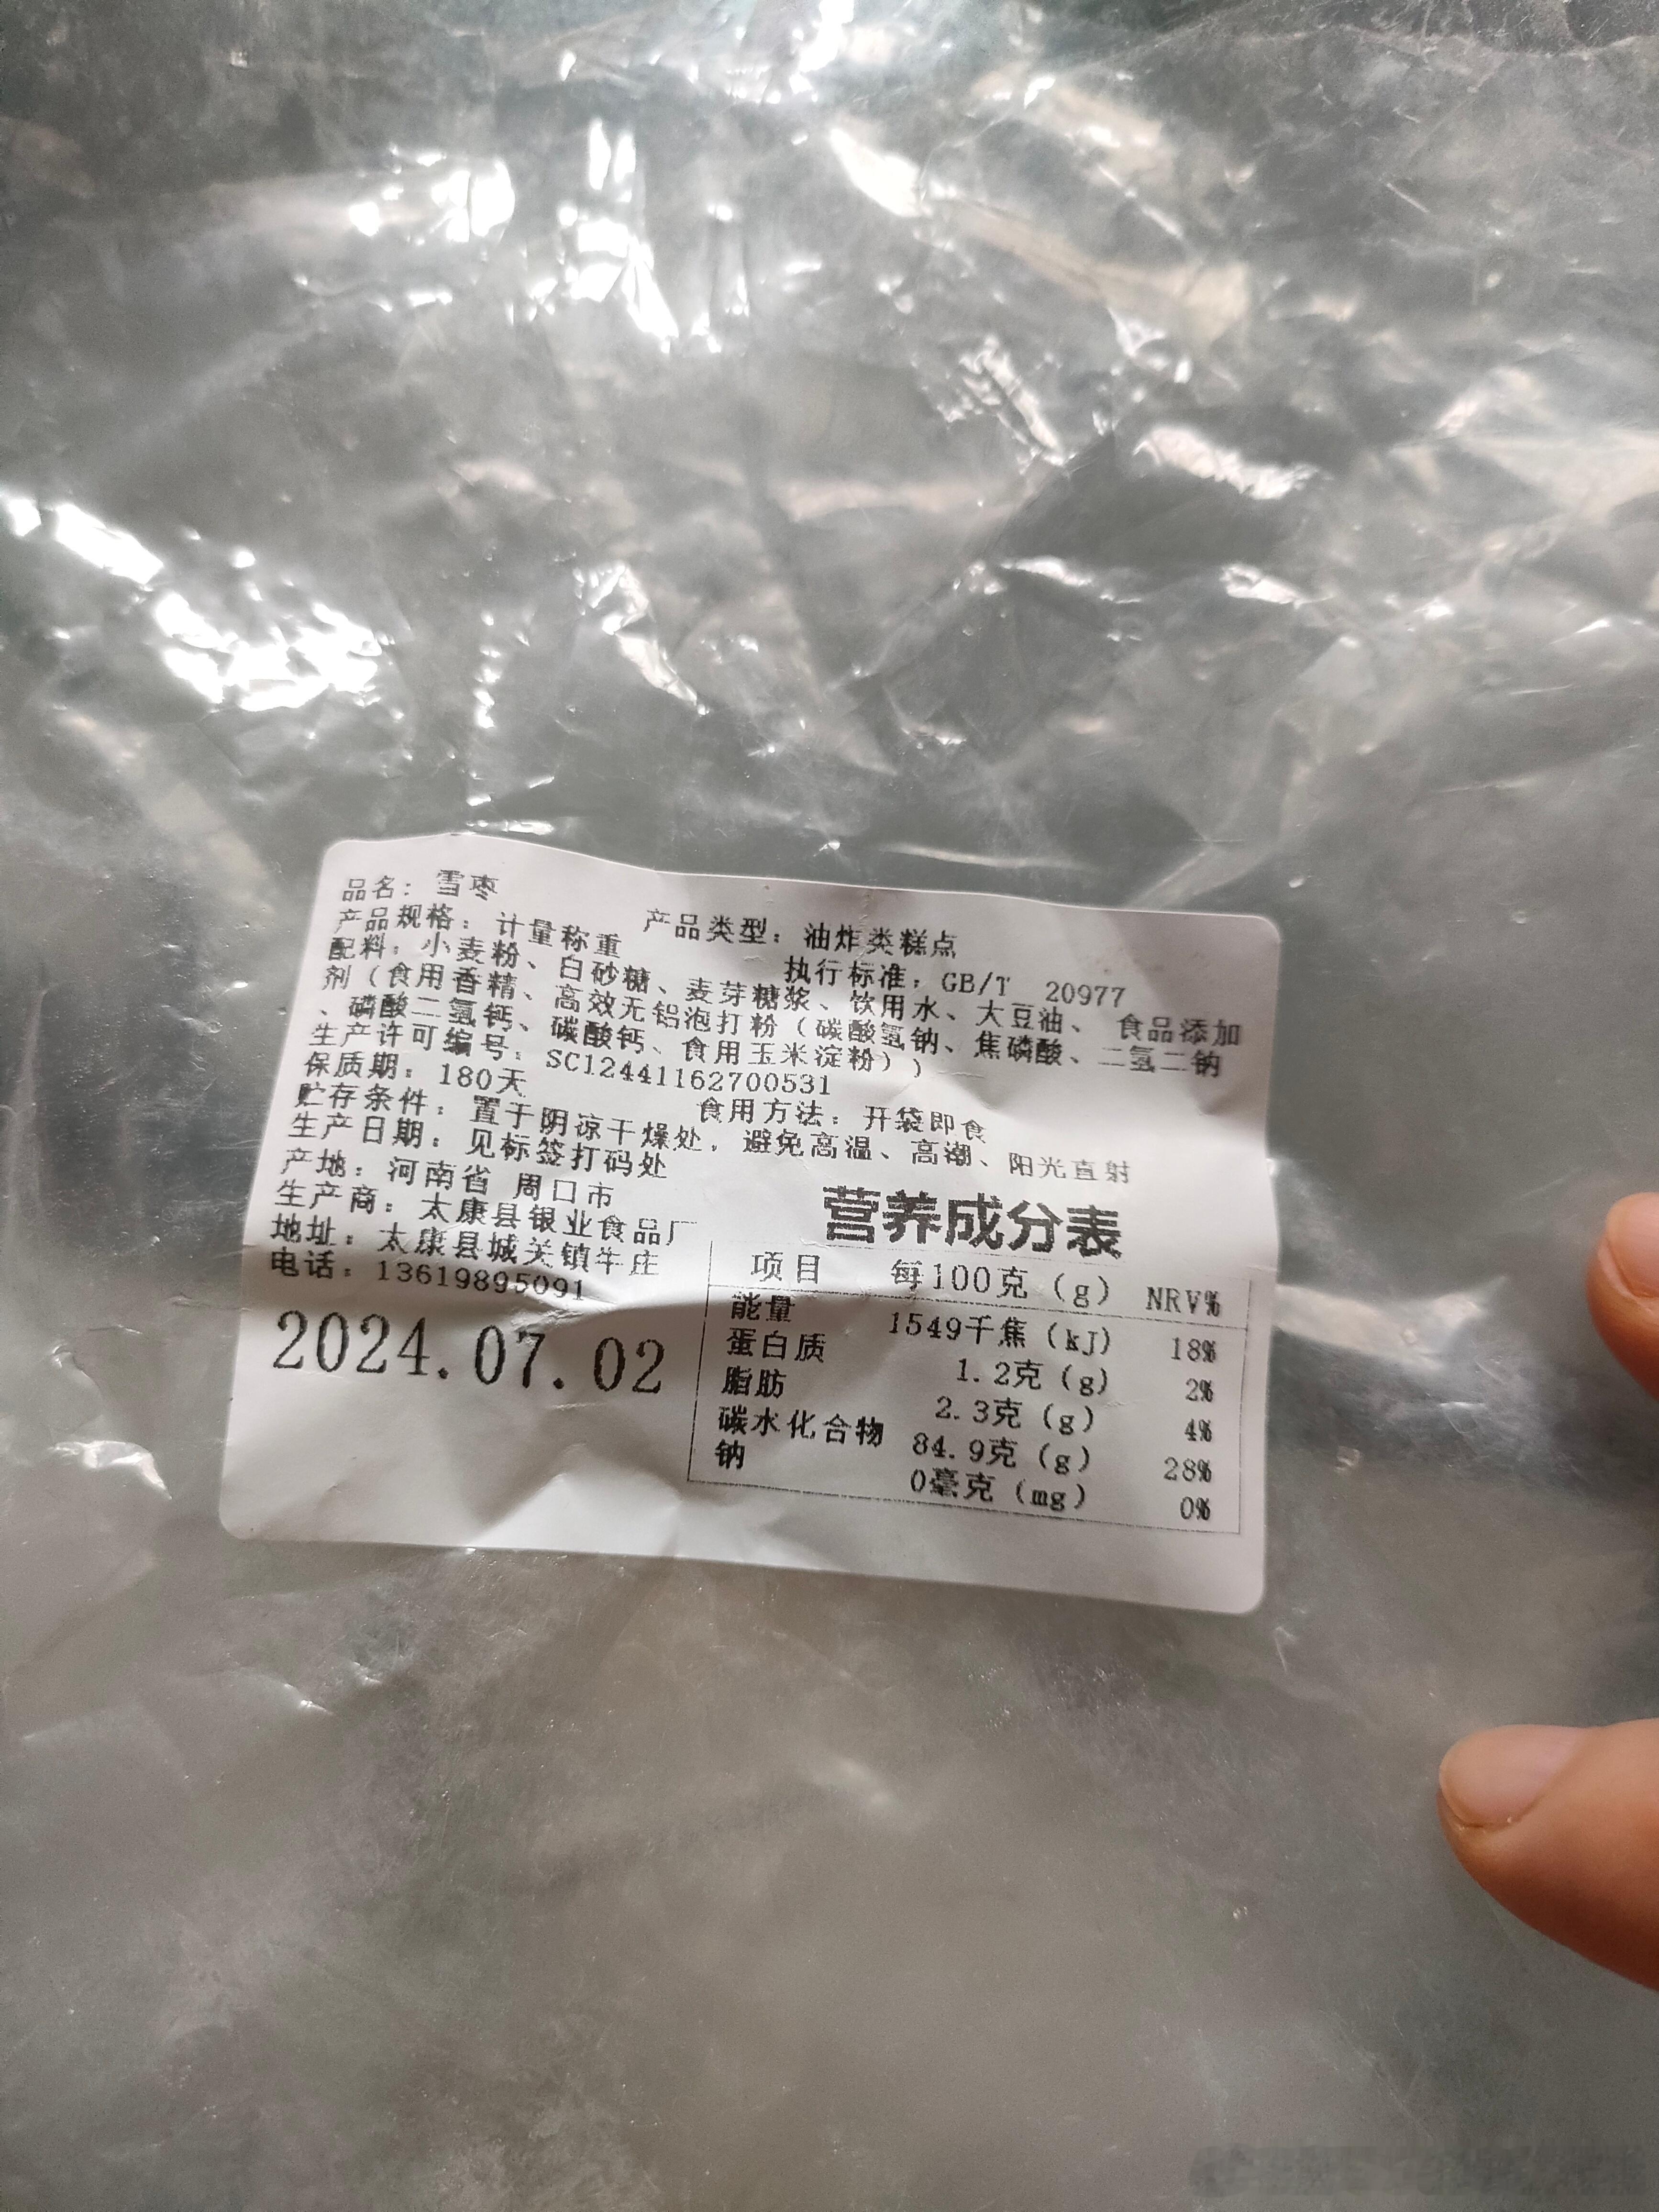 品名：雪枣
产品规格：计量称重 产品类型：油炸类糕点
执行标准：GB/T 20977
配料：小麦粉、白砂糖、麦芽糖浆、饮用水、大豆油、食品添加
剂（食用香精、高效无铝泡打粉（碳酸氢钠、焦磷酸、二氢二钠
、磷酸二氢钙、碳酸钙、食用玉米淀粉））
生产许可编号：SC12441162700531
保质期：180天 食用方法：开袋即食
贮存条件：置于阴凉干燥处，避免高温、高潮、阳光直射
生产日期：见标签打码处
产地：河南省 周口市
生产商：太康县银业食品厂
地址：太康县城关镇牛庄
电话：13619895091
2024.07.02
营养成分表
项目 每100克（g） NRV%
能量 1549千焦（kJ） 18%
蛋白质 1.2克（g） 2%
脂肪 2.3克（g） 4%
碳水化合物 84.9克（g） 28%
钠 0毫克（mg） 0%